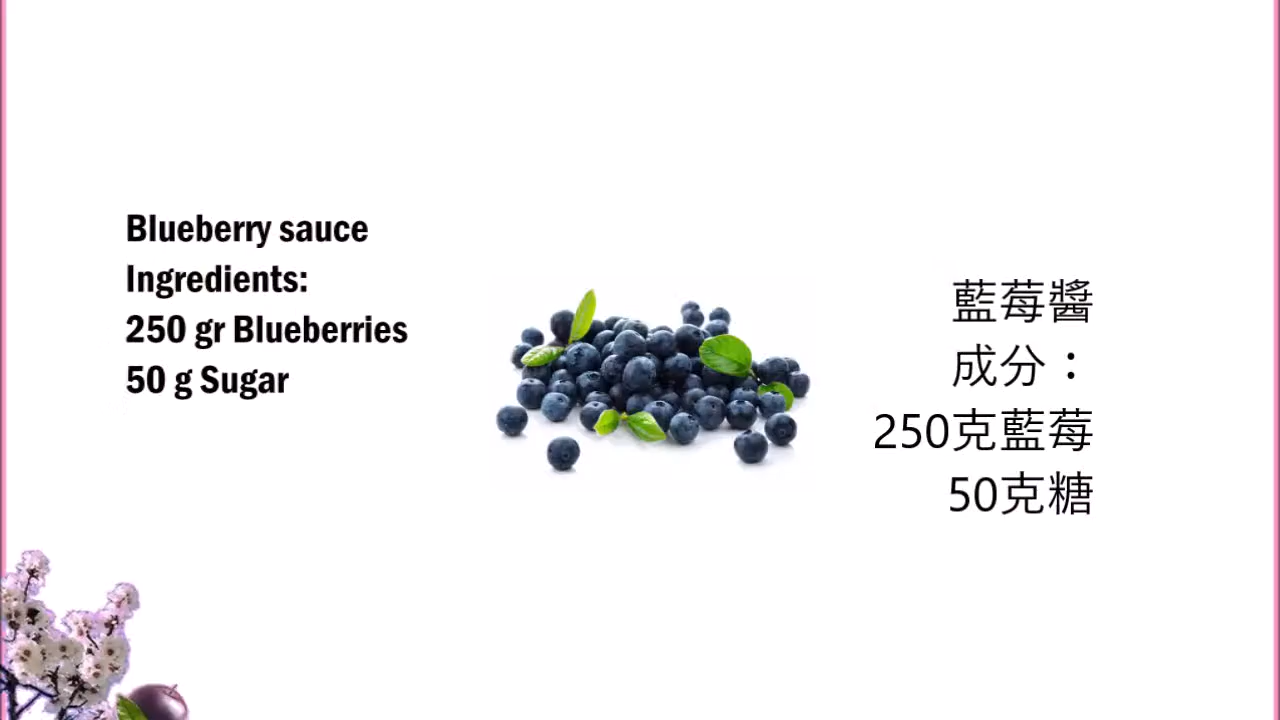 Blueberry sauce
Ingredients:
250 gr Blueberries
50 g Sugar
藍莓醬
成分：
250克藍莓
50克糖